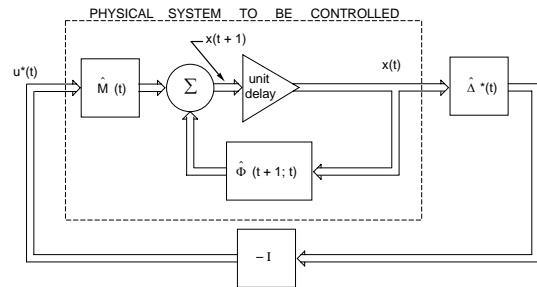 PHYSICAL SYSTEM TO BE CONTROLLED
x(t + 1)
u*(t)
M̂ (t)
Σ
unit
delay
x(t)
Δ̂ *(t)
Φ̂ (t + 1; t)
– I